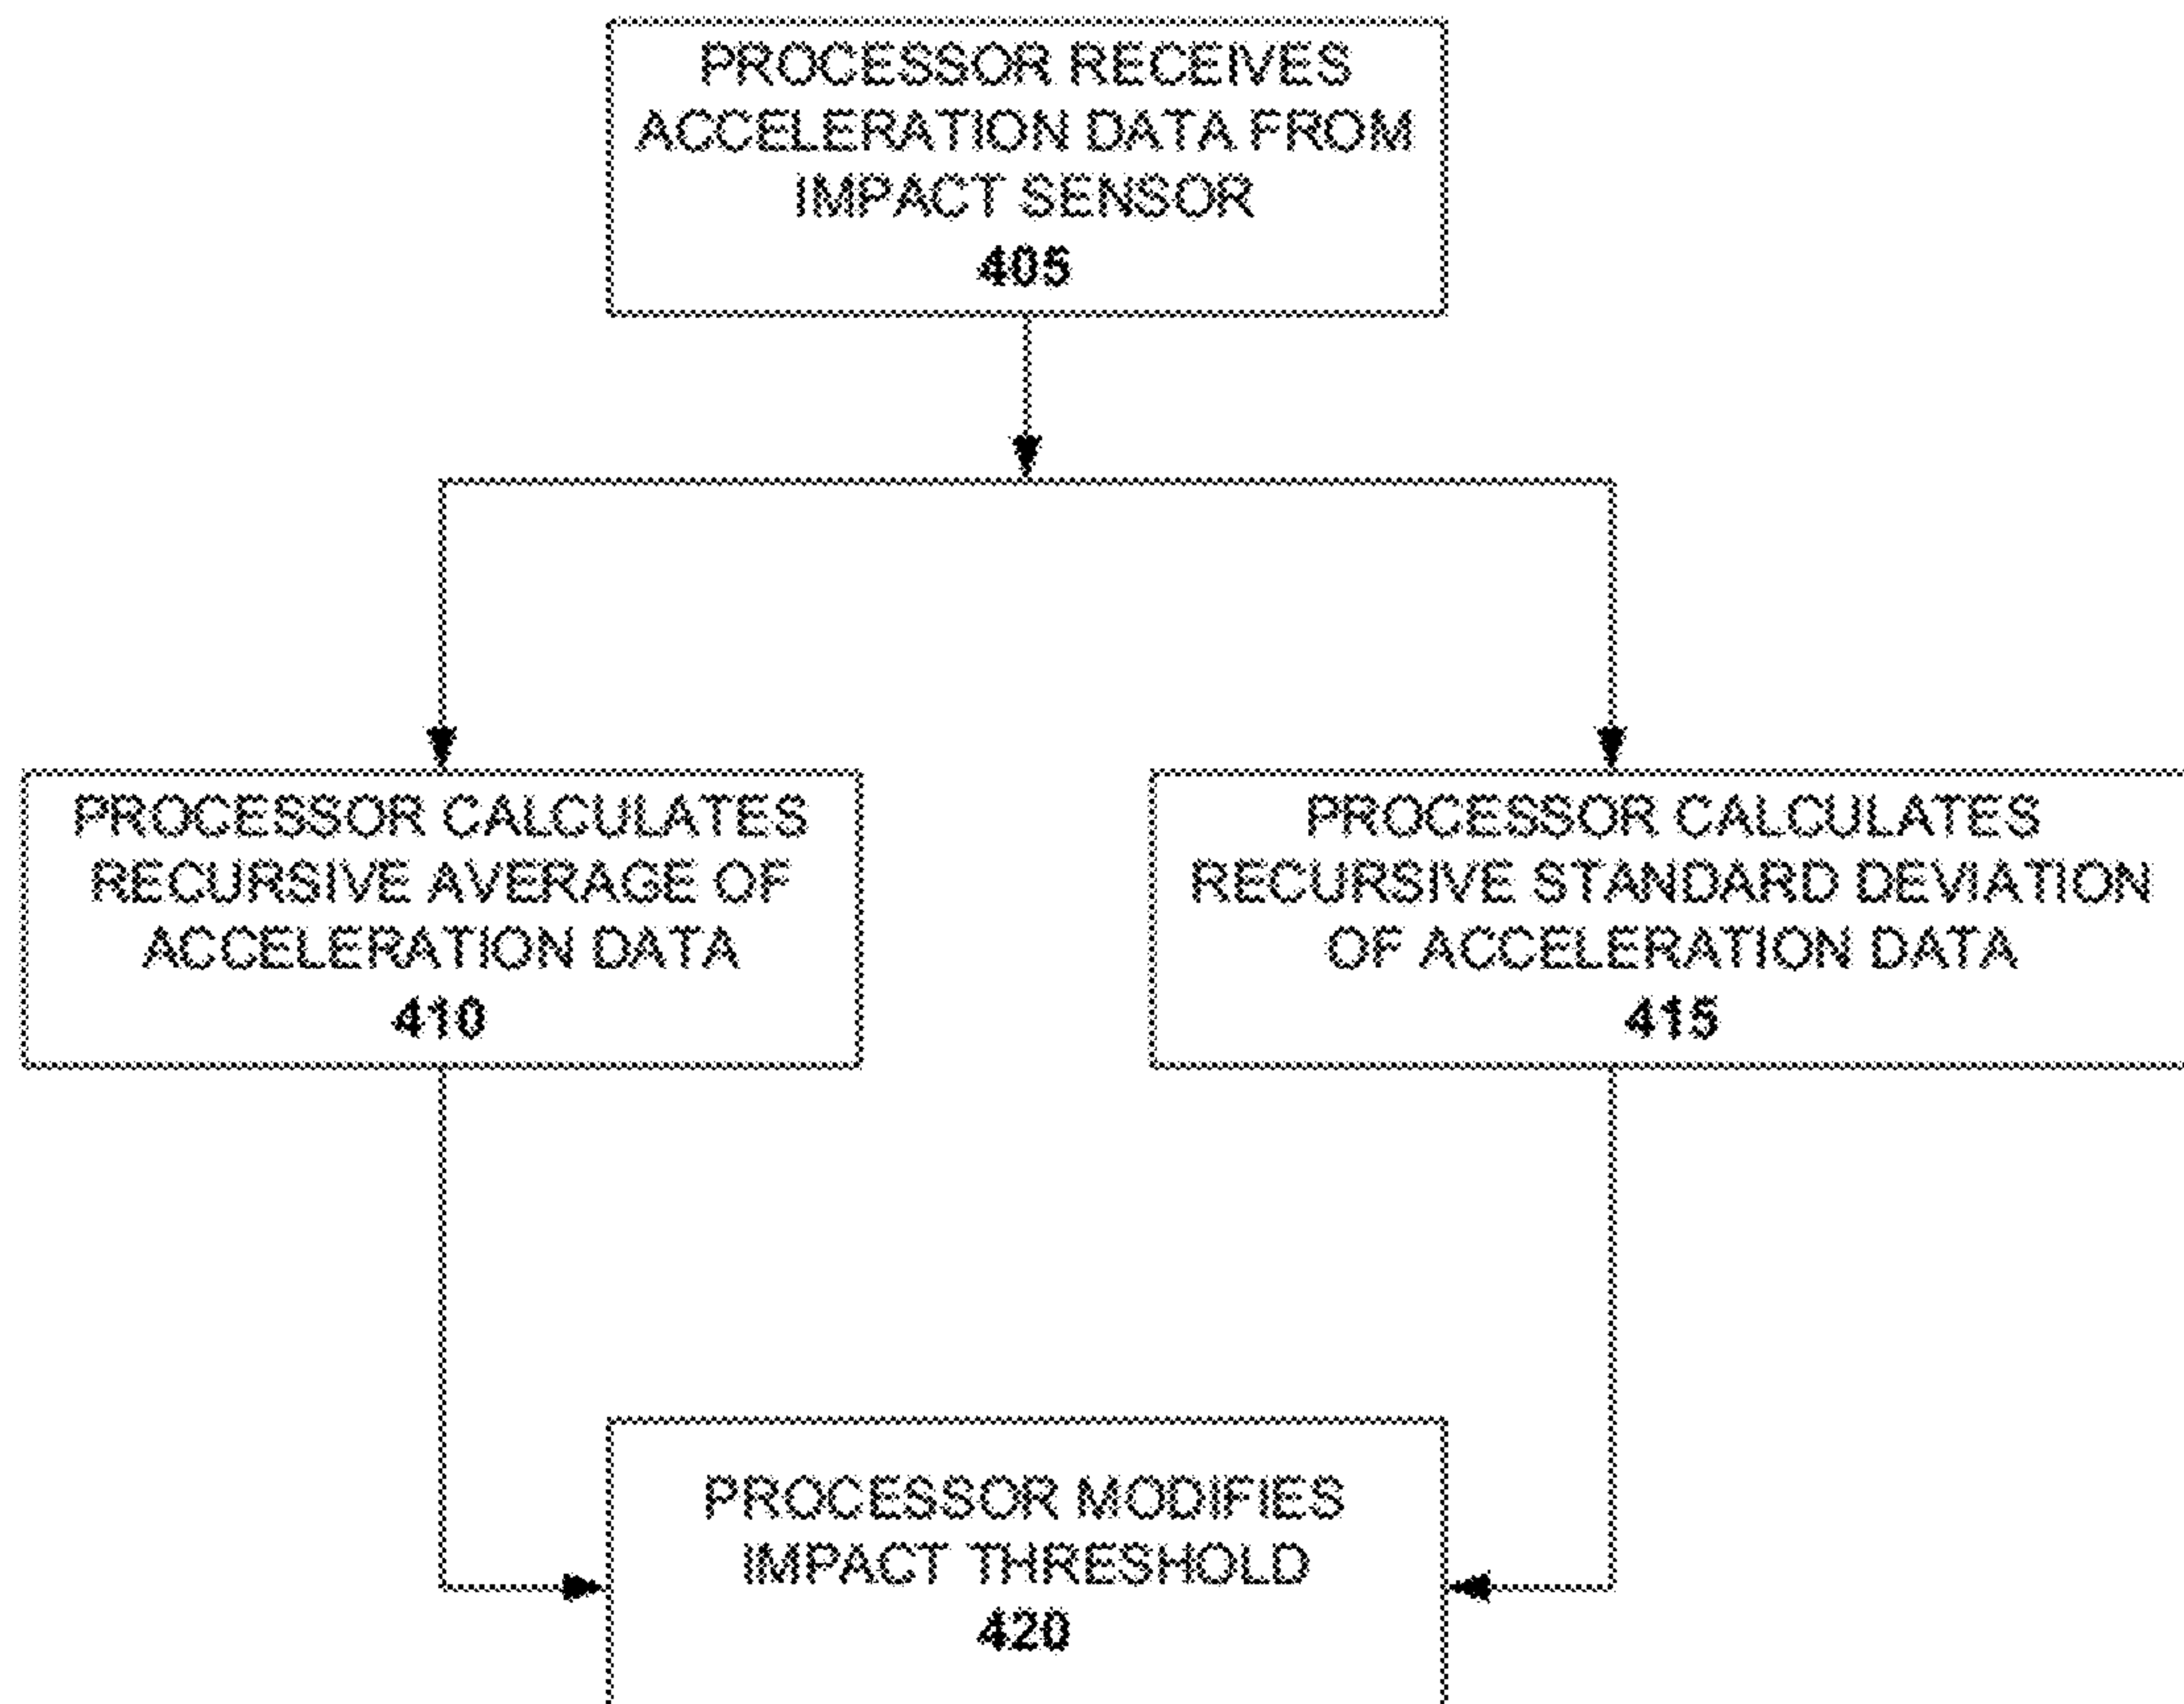 PROCESSOR RECEIVES
ACCELERATION DATA FROM
IMPACT SENSOR
405
PROCESSOR CALCULATES
RECURSIVE AVERAGE OF
ACCELERATION DATA
410
PROCESSOR CALCULATES
RECURSIVE STANDARD DEVIATION
OF ACCELERATION DATA
415
PROCESSOR MODIFIES
IMPACT THRESHOLD
420